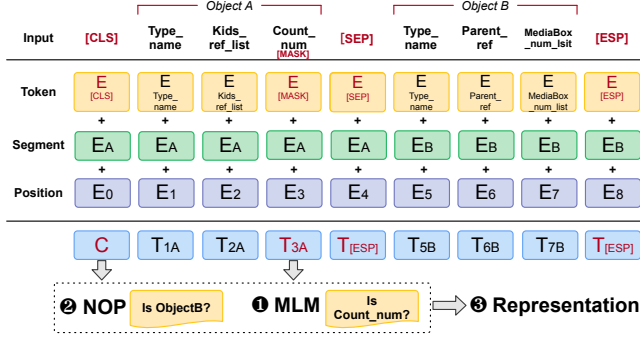 Object A
Object B
Input [CLS] Type_ name Kids_ ref_list Count_ num [MASK] [SEP] Type_ name Parent_ ref MediaBox _num_lsit [ESP]
Token E [CLS] E Type_ name E Kids_ ref_list E [MASK] E [SEP] E Type_ name E Parent_ ref E MediaBox _num_list E [ESP]
+ + + + + + + + +
Segment EA EA EA EA EA EB EB EB EB
+ + + + + + + + +
Position E0 E1 E2 E3 E4 E5 E6 E7 E8
C T1A T2A T3A T[ESP] T5B T6B T7B T[ESP]
❷ NOP Is ObjectB? ❶ MLM Is Count_num? ❸ Representation